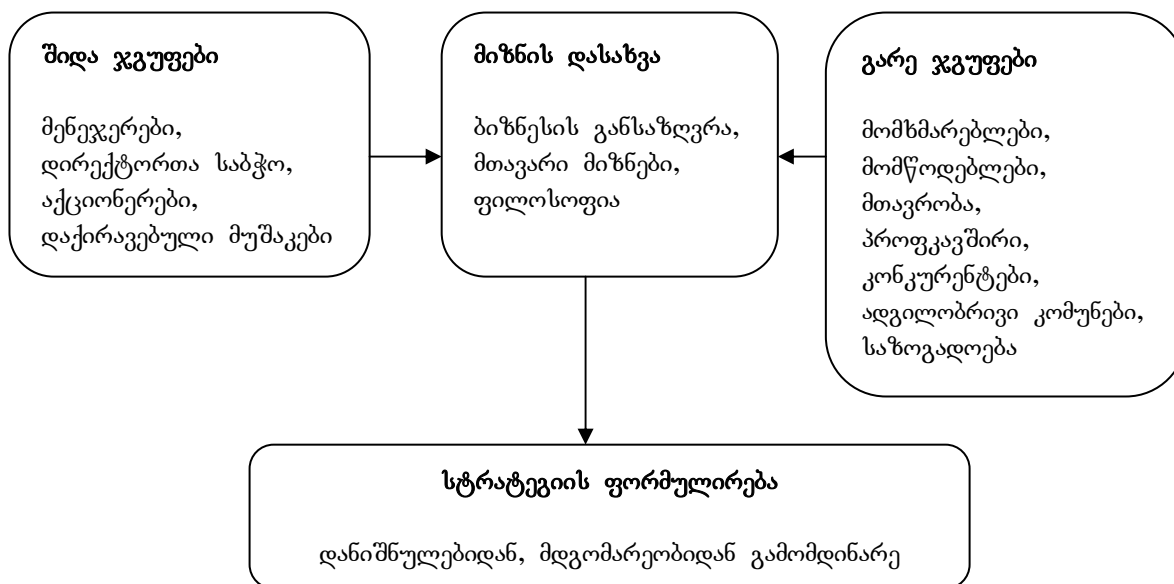 შიდა ჯგუფები
მენეჯერები,
დირექტორთა საბჭო,
აქციონერები,
დაქირავებული მუშაკები
მიზნის დასახვა
ბიზნესის განსაზღვრა,
მთავარი მიზნები,
ფილოსოფია
გარე ჯგუფები
მომხმარებლები,
მომწოდებლები,
მთავრობა,
პროფკავშირი,
კონკურენტები,
ადგილობრივი კომუნები,
საზოგადოება
სტრატეგიის ფორმულირება
დანიშნულებიდან, მდგომარეობიდან გამომდინარე